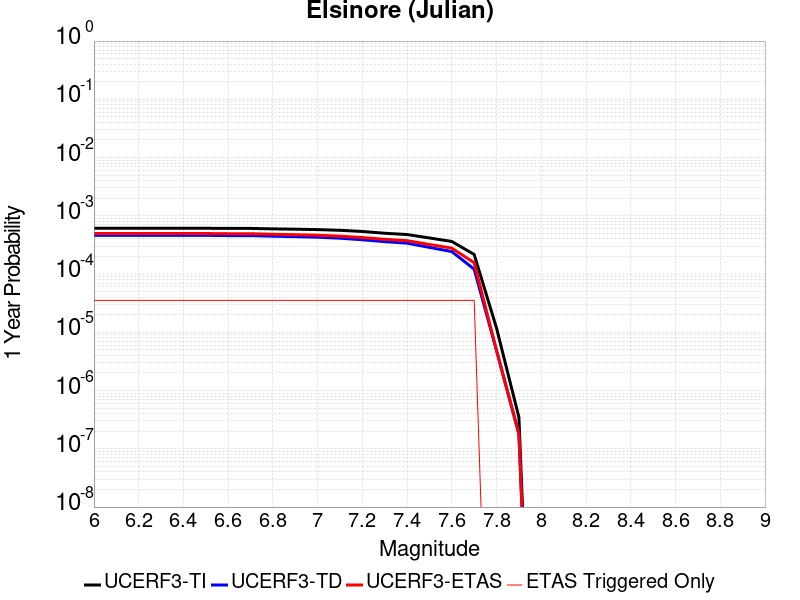 Elsinore (Julian)
10^0
10^-1
10^-2
10^-3
10^-4
10^-5
10^-6
10^-7
10^-8
1 Year Probability
6 6.2 6.4 6.6 6.8 7 7.2 7.4 7.6 7.8 8 8.2 8.4 8.6 8.8 9
Magnitude
UCERF3-TI UCERF3-TD UCERF3-ETAS ETAS Triggered Only